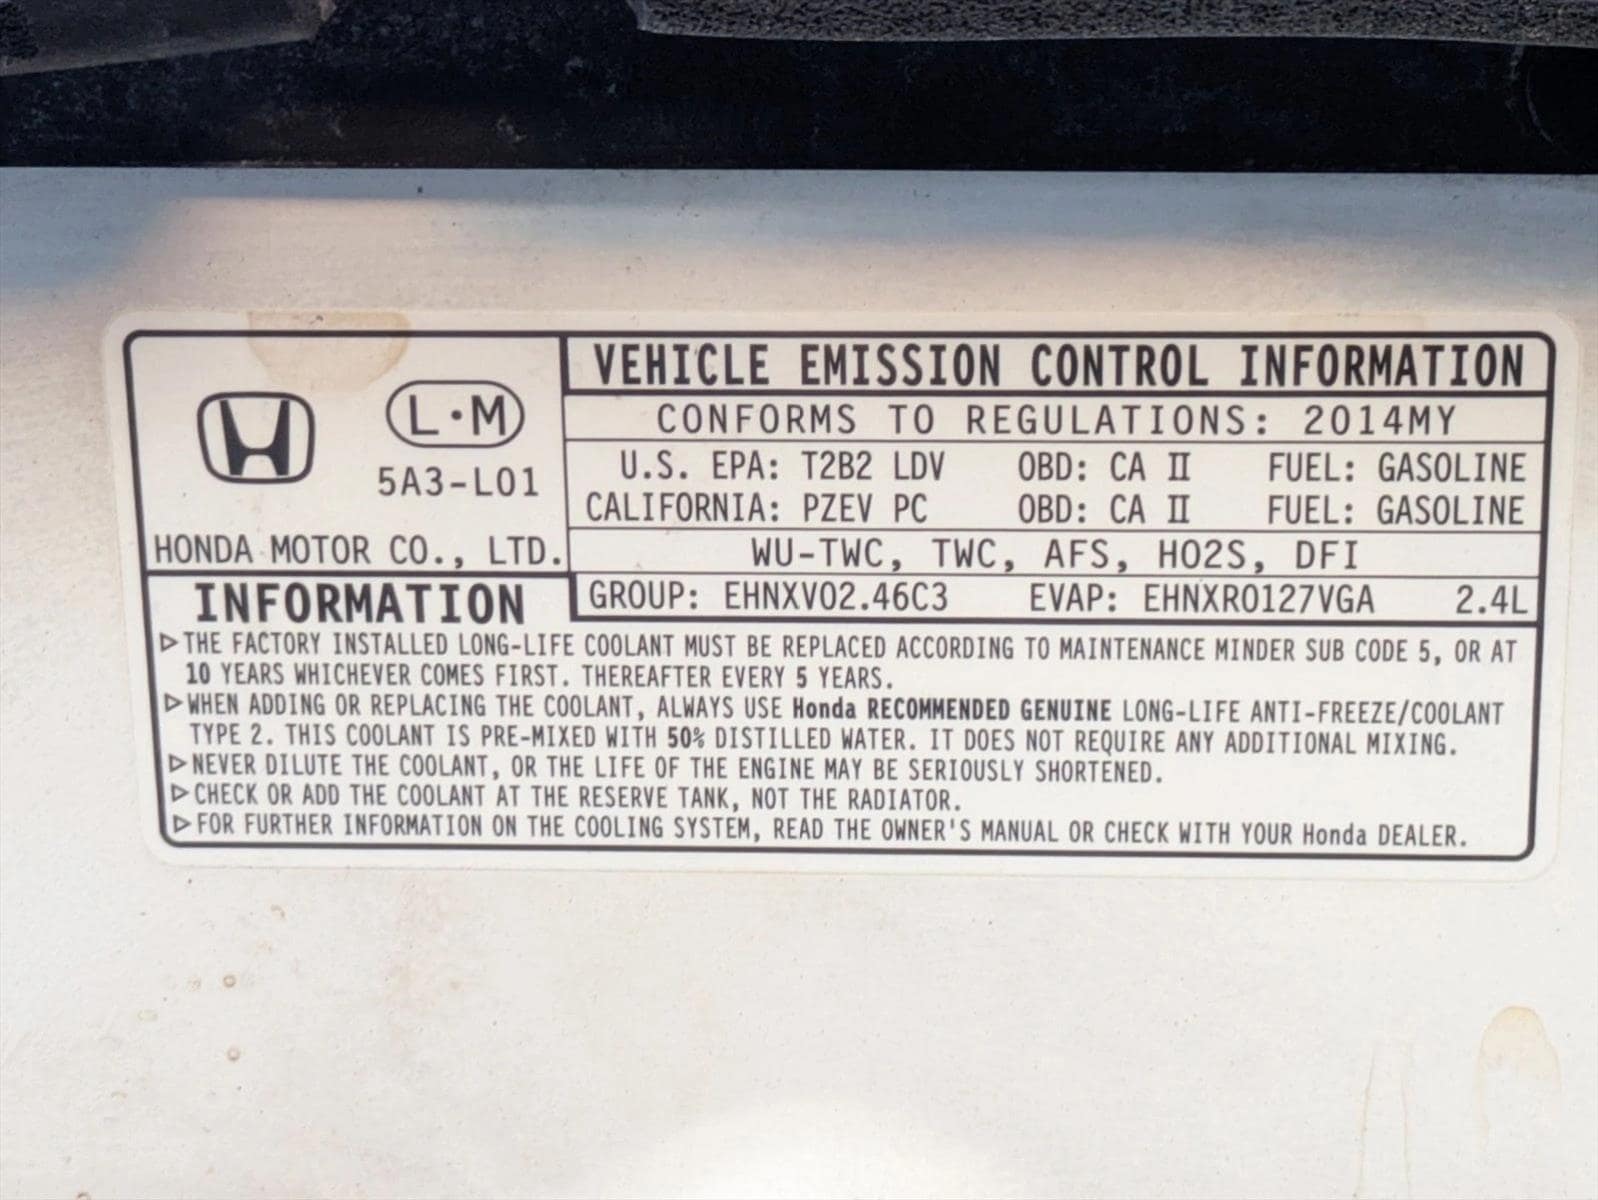 VEHICLE EMISSION CONTROL INFORMATION
CONFORMS TO REGULATIONS: 2014MY
L·M
5A3-L01
HONDA MOTOR CO., LTD.
U.S. EPA: T2B2 LDV OBD: CA II FUEL: GASOLINE
CALIFORNIA: PZEV PC OBD: CA II FUEL: GASOLINE
WU-TWC, TWC, AFS, HO2S, DFI
GROUP: EHNXV02.46C3 EVAP: EHNXR0127VGA 2.4L
INFORMATION
▷THE FACTORY INSTALLED LONG-LIFE COOLANT MUST BE REPLACED ACCORDING TO MAINTENANCE MINDER SUB CODE 5, OR AT
10 YEARS WHICHEVER COMES FIRST. THEREAFTER EVERY 5 YEARS.
▷WHEN ADDING OR REPLACING THE COOLANT, ALWAYS USE Honda RECOMMENDED GENUINE LONG-LIFE ANTI-FREEZE/COOLANT
TYPE 2. THIS COOLANT IS PRE-MIXED WITH 50% DISTILLED WATER. IT DOES NOT REQUIRE ANY ADDITIONAL MIXING.
▷NEVER DILUTE THE COOLANT, OR THE LIFE OF THE ENGINE MAY BE SERIOUSLY SHORTENED.
▷CHECK OR ADD THE COOLANT AT THE RESERVE TANK, NOT THE RADIATOR.
▷FOR FURTHER INFORMATION ON THE COOLING SYSTEM, READ THE OWNER'S MANUAL OR CHECK WITH YOUR Honda DEALER.